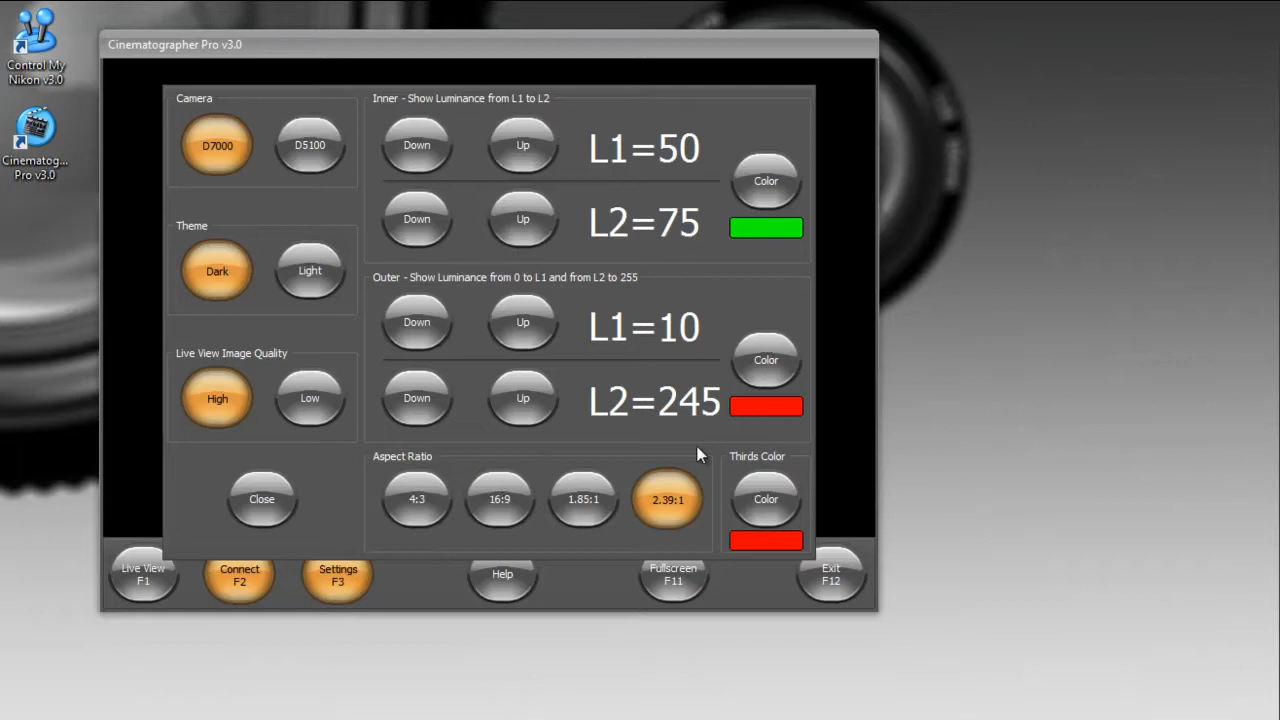 Control My
Nikon v3.0
Cinematog...
Pro v3.0
Cinematographer Pro v3.0
Camera
D7000
D5100
Theme
Dark
Light
Live View Image Quality
High
Low
Close
Inner - Show Luminance from L1 to L2
Down
Up
L1=50
Color
Down
Up
L2=75
Outer - Show Luminance from 0 to L1 and from L2 to 255
Down
Up
L1=10
Color
Down
Up
L2=245
Aspect Ratio
4:3
16:9
1.85:1
2.39:1
Thirds Color
Color
Live View
F1
Connect
F2
Settings
F3
Help
Fullscreen
F11
Exit
F12